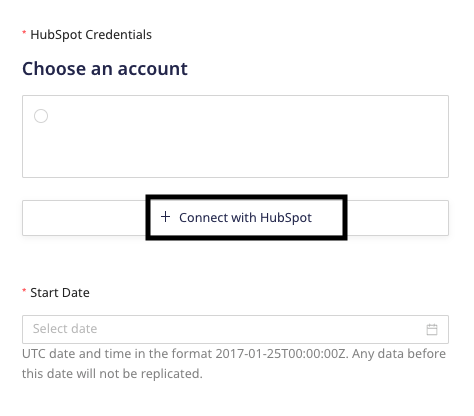 * HubSpot Credentials
Choose an account
+ Connect with HubSpot
* Start Date
Select date
UTC date and time in the format 2017-01-25T00:00:00Z. Any data before
this date will not be replicated.